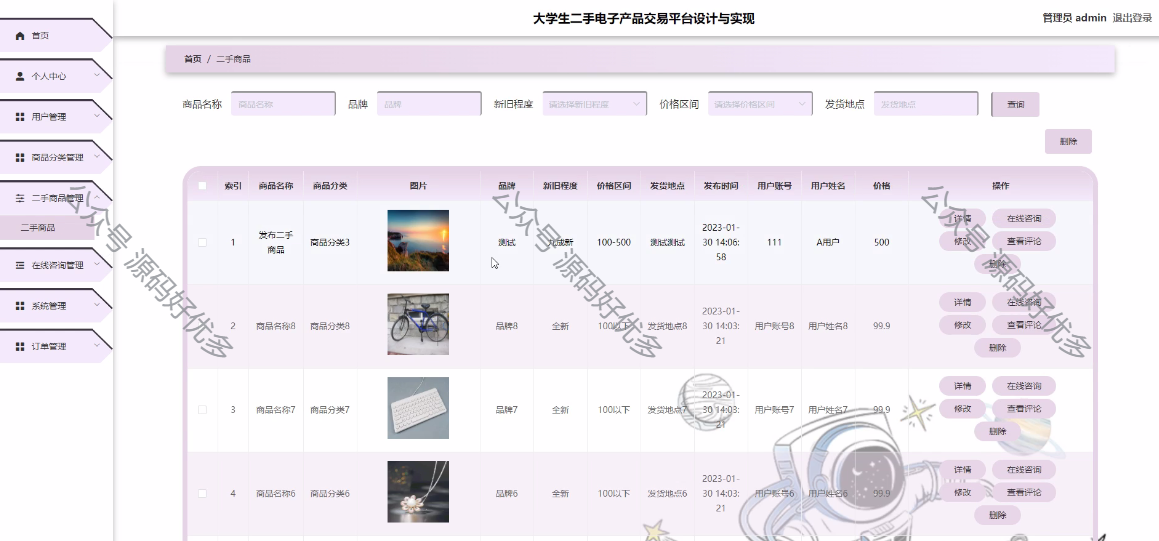 大学生二手电子产品交易平台设计与实现
管理员 admin 退出登录
首页
个人中心
用户管理
商品分类管理
二手商品管理
二手商品
在线咨询管理
系统管理
订单管理
首页 / 二手商品
商品名称 商品名称 品牌 品牌 新旧程度 请选择新旧程度 价格区间 请选择价格区间 发货地点 发货地点 查询
删除
索引 商品名称 商品分类 图片 品牌 新旧程度 价格区间 发货地点 发布时间 用户账号 用户姓名 价格 操作
1 发布二手商品 商品分类3 测试 九成新 100-500 测试测试 2023-01-30 14:06:58 111 A用户 500
详情 在线咨询
修改 查看评论
删除
2 商品名称8 商品分类8 品牌8 全新 100以下 发货地点8 2023-01-30 14:03:21 用户账号8 用户姓名8 99.9
详情 在线咨询
修改 查看评论
删除
3 商品名称7 商品分类7 品牌7 全新 100以下 发货地点7 2023-01-30 14:03:21 用户账号7 用户姓名7 99.9
详情 在线咨询
修改 查看评论
删除
4 商品名称6 商品分类6 品牌6 全新 100以下 发货地点6 2023-01-30 14:03:21 用户账号6 用户姓名6 99.9
详情 在线咨询
修改 查看评论
删除
公众号 源码好优多
公众号 源码好优多
公众号 源码好优多